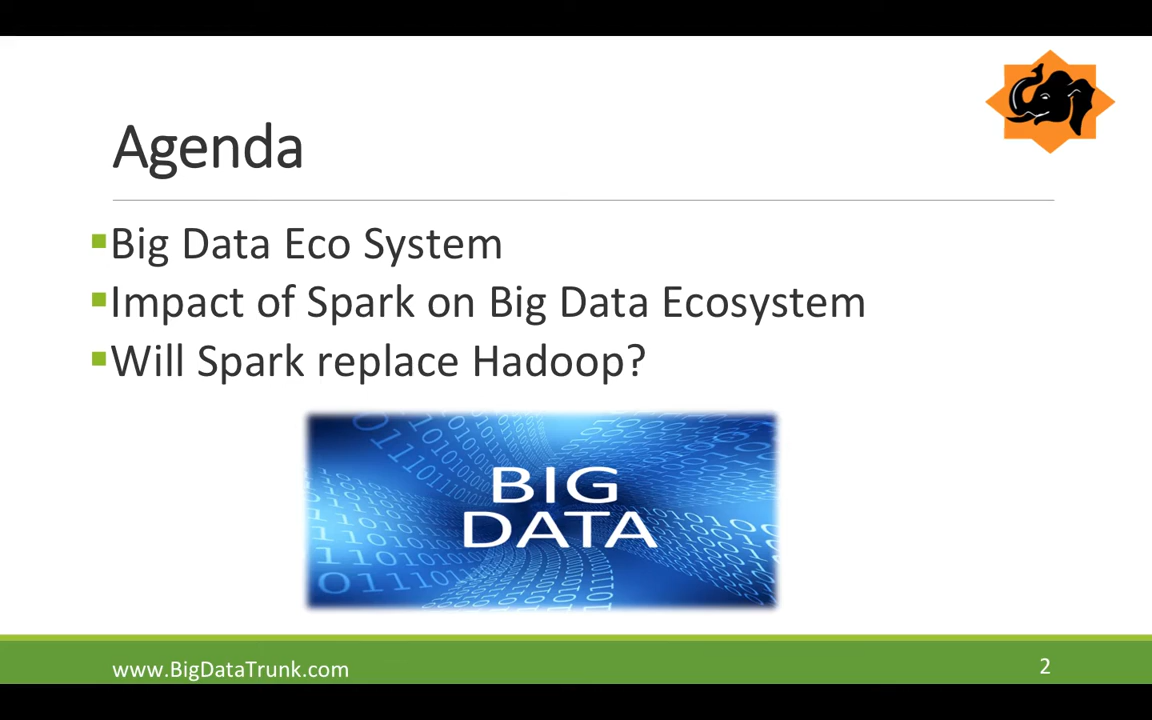 Agenda
Big Data Eco System
Impact of Spark on Big Data Ecosystem
Will Spark replace Hadoop?
BIG
DATA
www.BigDataTrunk.com
2